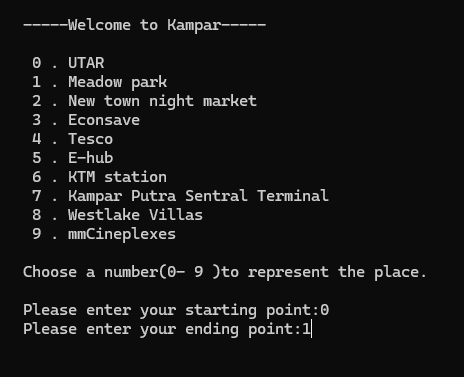 -----Welcome to Kampar-----
0 . UTAR
1 . Meadow park
2 . New town night market
3 . Econsave
4 . Tesco
5 . E-hub
6 . KTM station
7 . Kampar Putra Sentral Terminal
8 . Westlake Villas
9 . mmCineplexes
Choose a number(0- 9 )to represent the place.
Please enter your starting point:0
Please enter your ending point:1